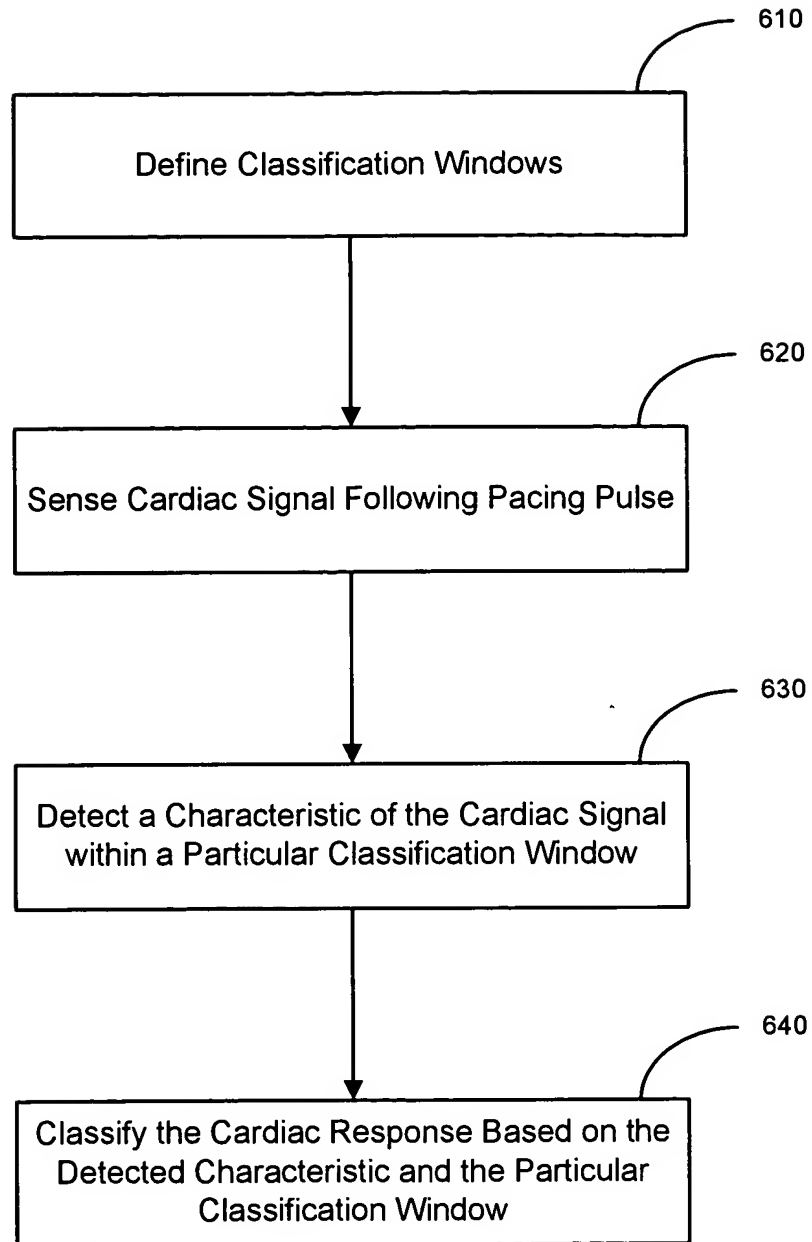 610
Define Classification Windows
620
Sense Cardiac Signal Following Pacing Pulse
630
Detect a Characteristic of the Cardiac Signal
within a Particular Classification Window
640
Classify the Cardiac Response Based on the
Detected Characteristic and the Particular
Classification Window